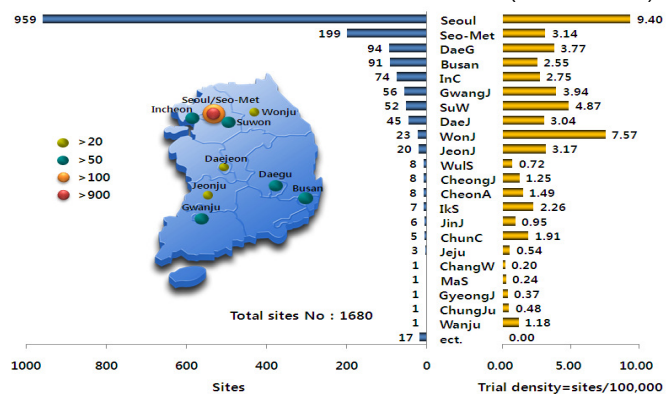 959 Seoul 9.40
199 Seo-Met 3.14
94 DaeG 3.77
91 Busan 2.55
74 InC 2.75
56 GwangJ 3.94
52 SuW 4.87
45 DaeJ 3.04
23 WonJ 7.57
20 JeonJ 3.17
8 WulS 0.72
8 CheongJ 1.25
8 CheonA 1.49
7 IkS 2.26
6 JinJ 0.95
5 ChunC 1.91
3 Jeju 0.54
1 ChangW 0.20
1 MaS 0.24
1 GyeongJ 0.37
1 ChungJu 0.48
1 Wanju 1.18
17 ect. 0.00
Seoul/Seo-Met
Incheon
Wonju
Suwon
Daejeon
Daegu
Jeonju
Busan
Gwanju
>20
>50
>100
>900
Total sites No : 1680
1000 800 600 400 200 0
0.00 5.00 10.00
Sites
Trial density=sites/100,000